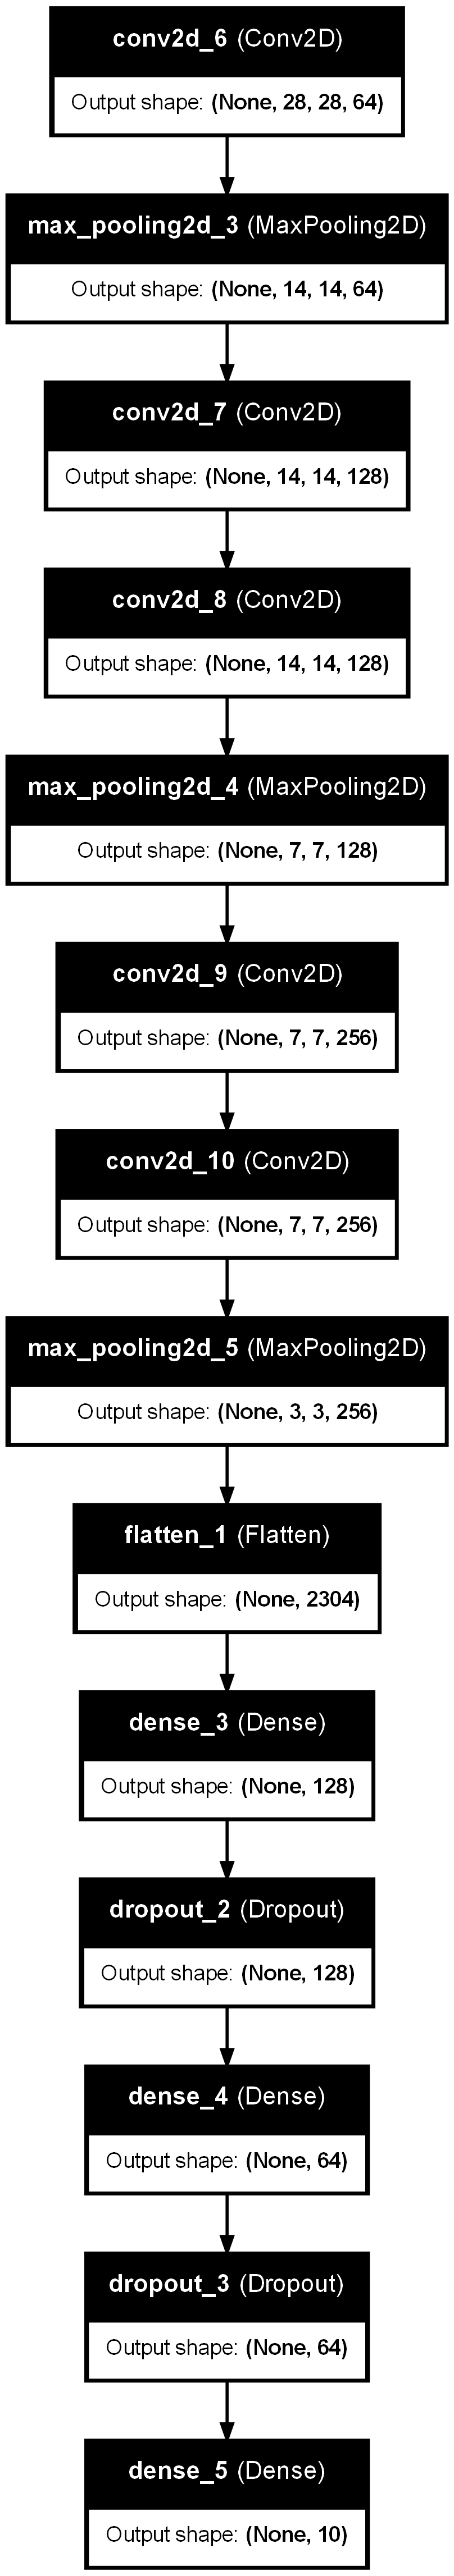 conv2d_6 (Conv2D)
Output shape: (None, 28, 28, 64)
max_pooling2d_3 (MaxPooling2D)
Output shape: (None, 14, 14, 64)
conv2d_7 (Conv2D)
Output shape: (None, 14, 14, 128)
conv2d_8 (Conv2D)
Output shape: (None, 14, 14, 128)
max_pooling2d_4 (MaxPooling2D)
Output shape: (None, 7, 7, 128)
conv2d_9 (Conv2D)
Output shape: (None, 7, 7, 256)
conv2d_10 (Conv2D)
Output shape: (None, 7, 7, 256)
max_pooling2d_5 (MaxPooling2D)
Output shape: (None, 3, 3, 256)
flatten_1 (Flatten)
Output shape: (None, 2304)
dense_3 (Dense)
Output shape: (None, 128)
dropout_2 (Dropout)
Output shape: (None, 128)
dense_4 (Dense)
Output shape: (None, 64)
dropout_3 (Dropout)
Output shape: (None, 64)
dense_5 (Dense)
Output shape: (None, 10)